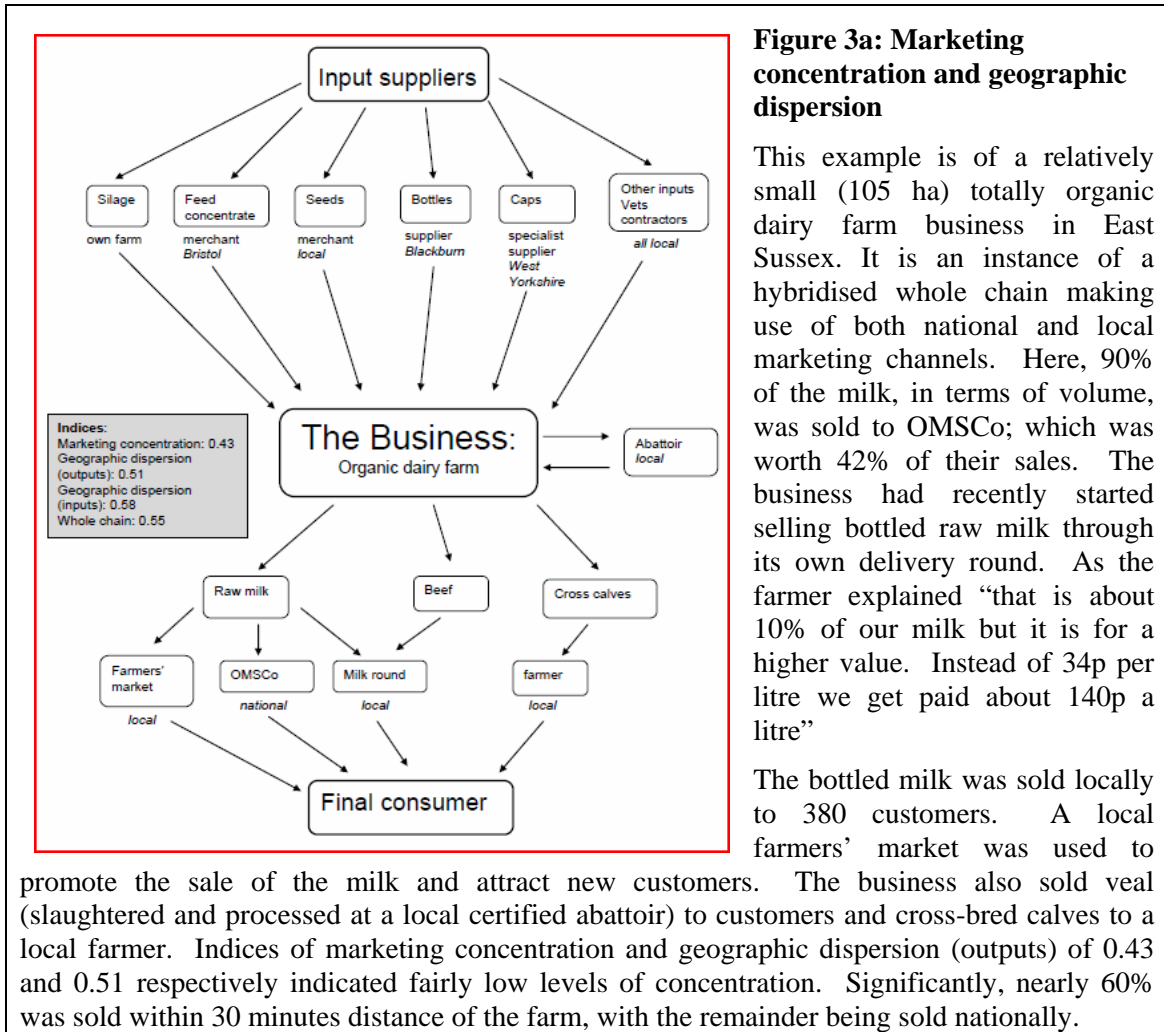 Input suppliers
Silage
own farm
Feed
concentrate
merchant
Bristol
Seeds
merchant
local
Bottles
supplier
Blackburn
Caps
specialist
supplier
West
Yorkshire
Other inputs
Vets
contractors
all local
Indices:
Marketing concentration: 0.43
Geographic dispersion
(outputs): 0.51
Geographic dispersion
(inputs): 0.58
Whole chain: 0.55
The Business:
Organic dairy farm
Abattoir
local
Raw milk
Beef
Cross calves
Farmers'
market
local
OMSCo
national
Milk round
local
farmer
local
Final consumer
Figure 3a: Marketing
concentration and geographic
dispersion
This example is of a relatively
small (105 ha) totally organic
dairy farm business in East
Sussex. It is an instance of a
hybridised whole chain making
use of both national and local
marketing channels. Here, 90%
of the milk, in terms of volume,
was sold to OMSCo; which was
worth 42% of their sales. The
business had recently started
selling bottled raw milk through
its own delivery round. As the
farmer explained “that is about
10% of our milk but it is for a
higher value. Instead of 34p per
litre we get paid about 140p a
litre”
The bottled milk was sold locally
to 380 customers. A local
farmers’ market was used to
promote the sale of the milk and attract new customers. The business also sold veal
(slaughtered and processed at a local certified abattoir) to customers and cross-bred calves to a
local farmer. Indices of marketing concentration and geographic dispersion (outputs) of 0.43
and 0.51 respectively indicated fairly low levels of concentration. Significantly, nearly 60%
was sold within 30 minutes distance of the farm, with the remainder being sold nationally.